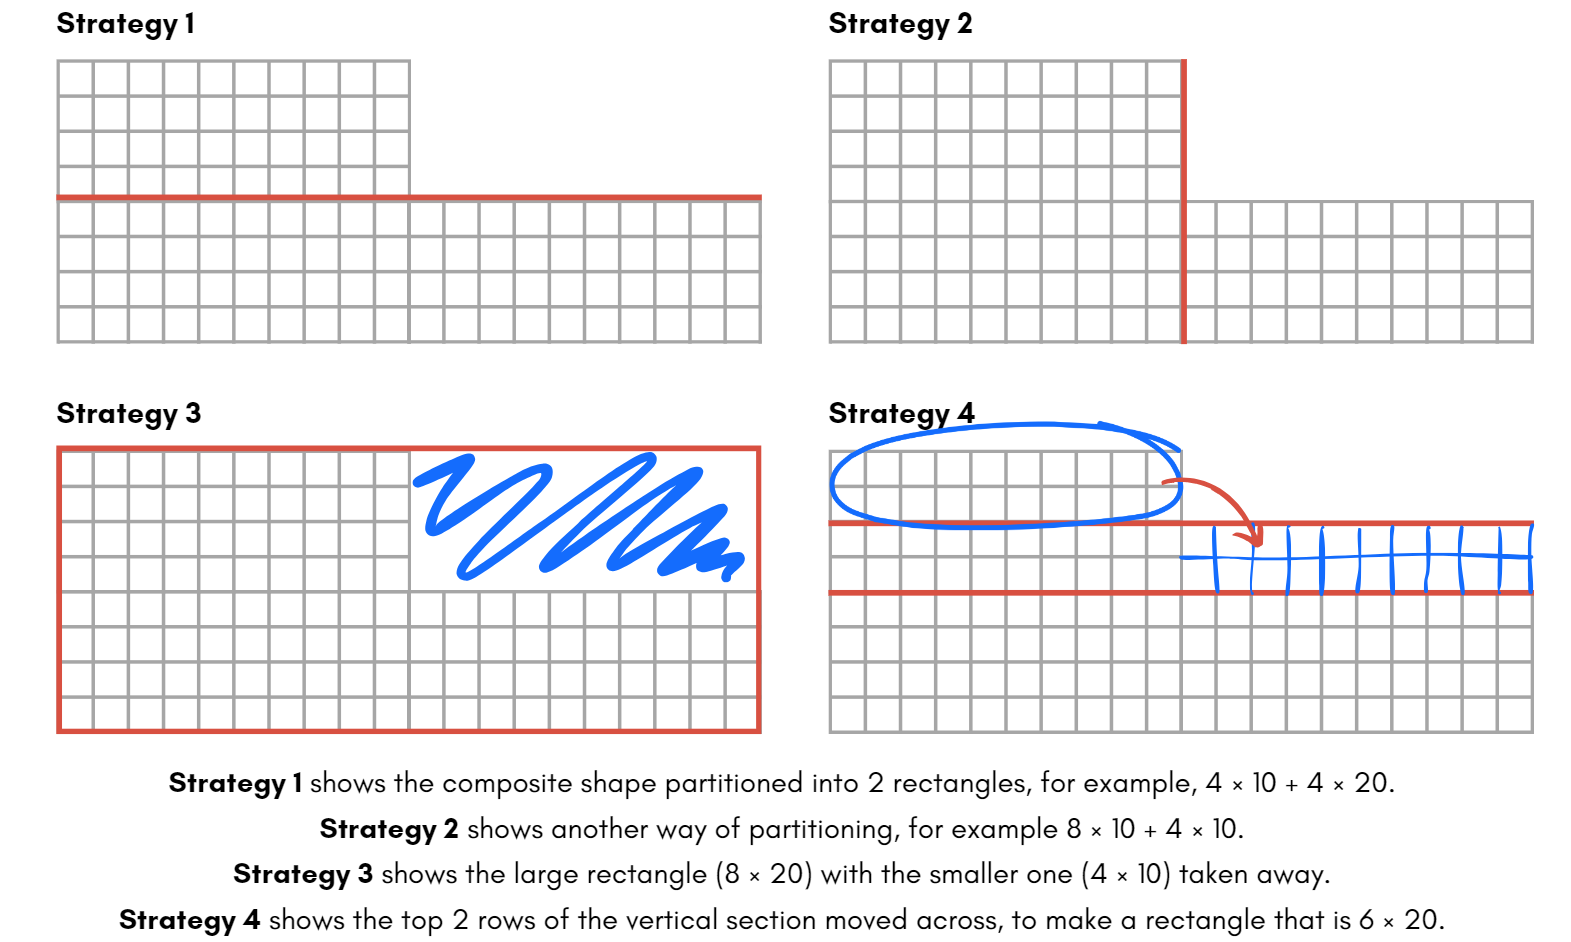 Strategy 1
Strategy 2
Strategy 3
Strategy 4
Strategy 1 shows the composite shape partitioned into 2 rectangles, for example, 4 × 10 + 4 × 20.
Strategy 2 shows another way of partitioning, for example 8 × 10 + 4 × 10.
Strategy 3 shows the large rectangle (8 × 20) with the smaller one (4 × 10) taken away.
Strategy 4 shows the top 2 rows of the vertical section moved across, to make a rectangle that is 6 × 20.